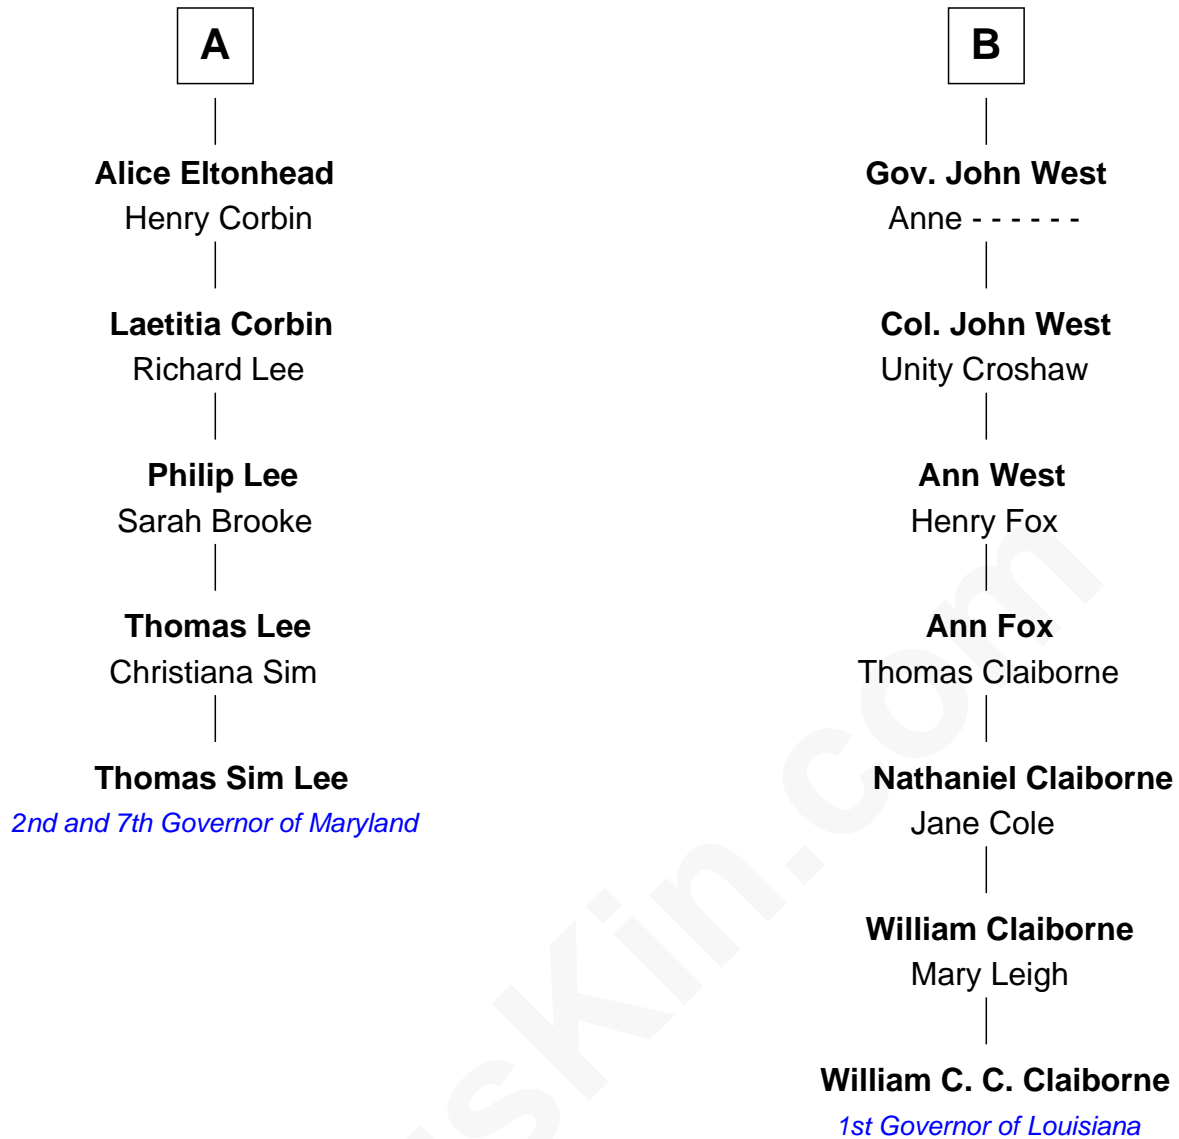 A
Alice Eltonhead
Henry Corbin
Laetitia Corbin
Richard Lee
Philip Lee
Sarah Brooke
Thomas Lee
Christiana Sim
Thomas Sim Lee
2nd and 7th Governor of Maryland
B
Gov. John West
Anne - - - - - -
Col. John West
Unity Croshaw
Ann West
Henry Fox
Ann Fox
Thomas Claiborne
Nathaniel Claiborne
Jane Cole
William Claiborne
Mary Leigh
William C. C. Claiborne
1st Governor of Louisiana